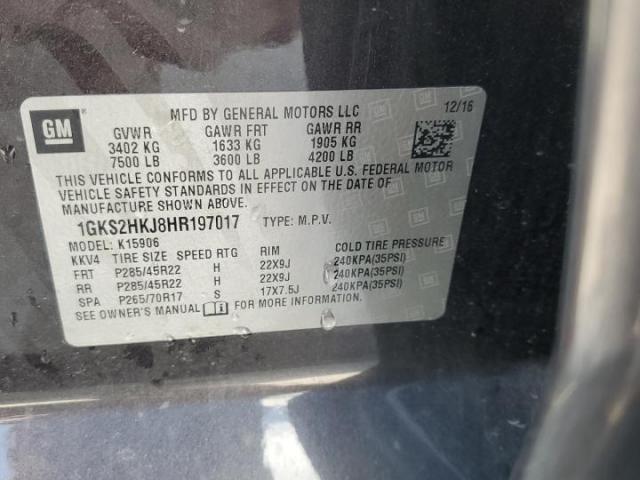 GM
MFD BY GENERAL MOTORS LLC 12/16
GVWR GAWR FRT GAWR RR
3402 KG 1633 KG 1905 KG
7500 LB 3600 LB 4200 LB
THIS VEHICLE CONFORMS TO ALL APPLICABLE U.S. FEDERAL MOTOR
VEHICLE SAFETY STANDARDS IN EFFECT ON THE DATE OF
MANUFACTURE SHOWN ABOVE.
1GKS2HKJ8HR197017 TYPE: M.P.V.
MODEL: K15906
KKV4 TIRE SIZE SPEED RTG RIM COLD TIRE PRESSURE
FRT P285/45R22 H 22X9J 240KPA(35PSI)
RR P285/45R22 H 22X9J 240KPA(35PSI)
SPA P265/70R17 S 17X7.5J 240KPA(35PSI)
SEE OWNER'S MANUAL